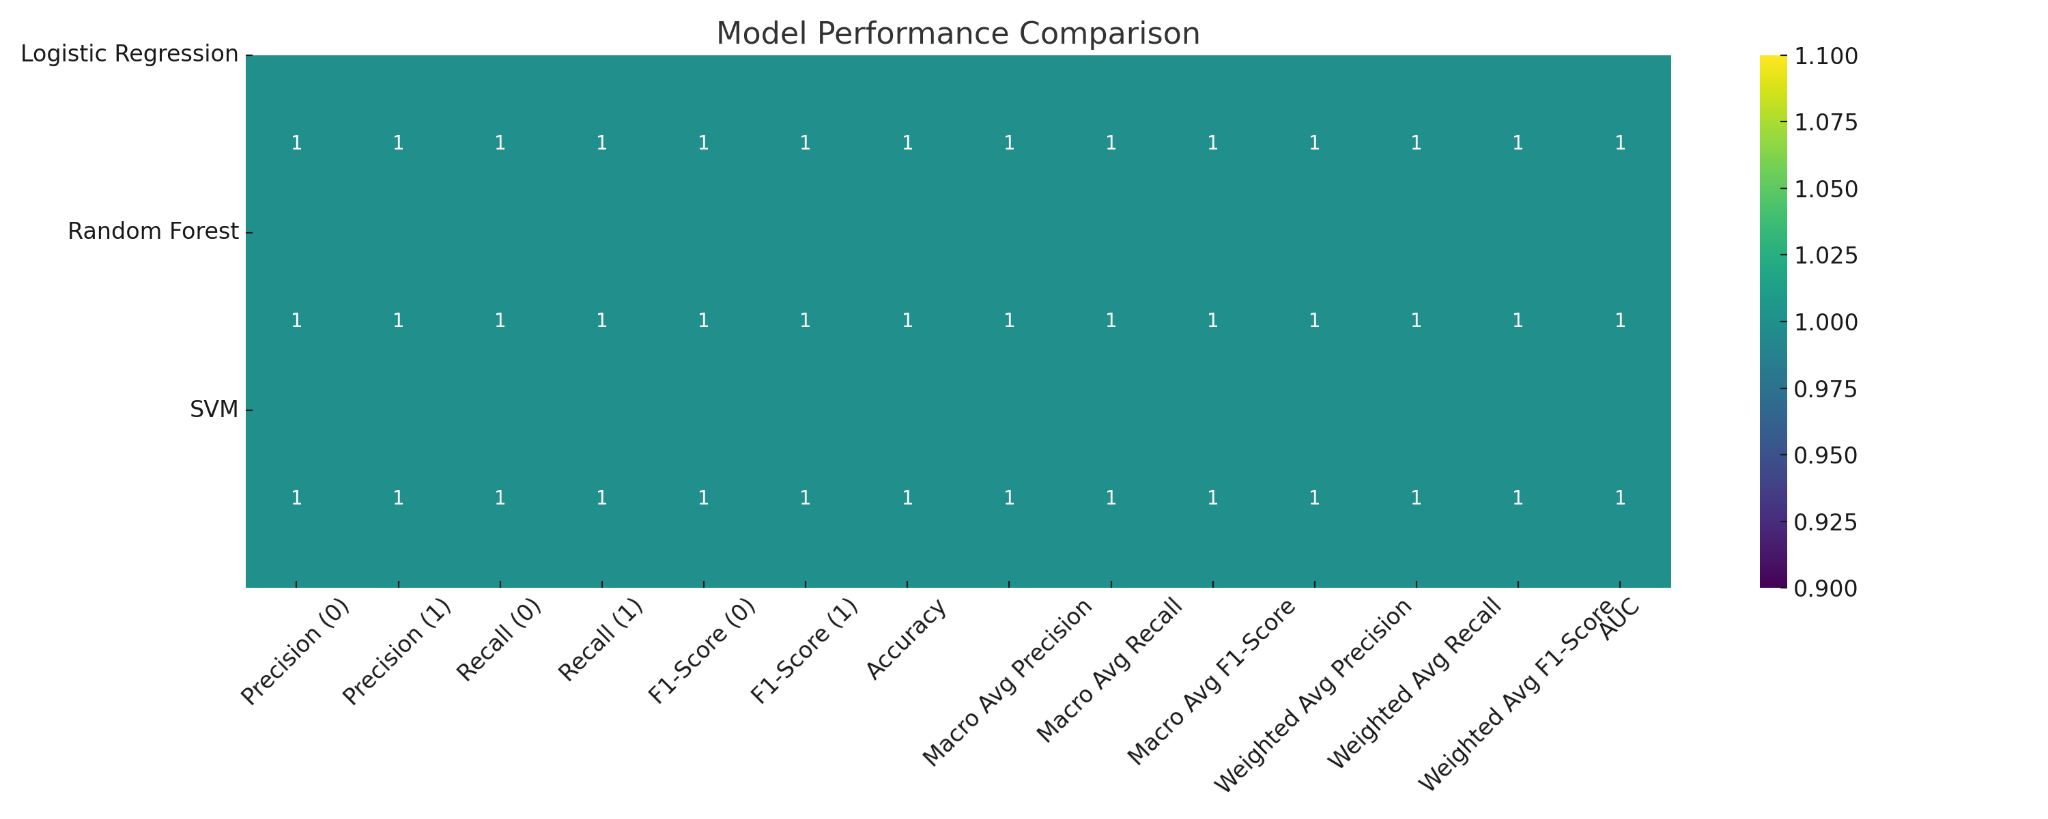 Model Performance Comparison
Logistic Regression
1 1 1 1 1 1 1 1 1 1 1 1 1 1
Random Forest
1 1 1 1 1 1 1 1 1 1 1 1 1 1
SVM
1 1 1 1 1 1 1 1 1 1 1 1 1 1
Precision (0)
Precision (1)
Recall (0)
Recall (1)
F1-Score (0)
F1-Score (1)
Accuracy
Macro Avg Precision
Macro Avg Recall
Macro Avg F1-Score
Weighted Avg Precision
Weighted Avg Recall
Weighted Avg F1-Score
AUC
1.100
1.075
1.050
1.025
1.000
0.975
0.950
0.925
0.900